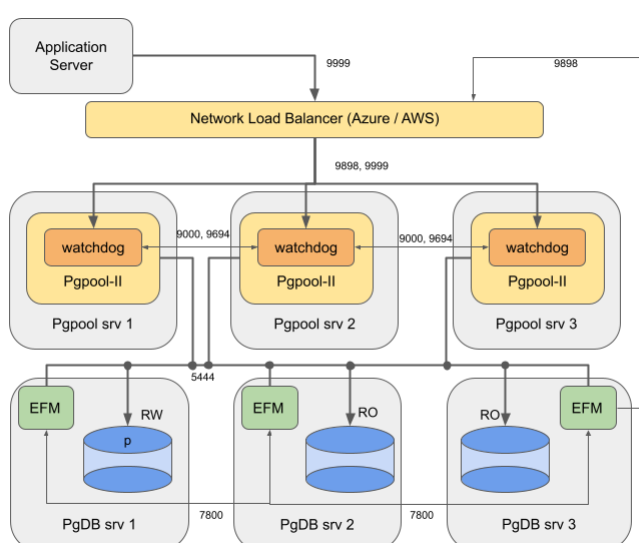 Application
Server
9999
9898
Network Load Balancer (Azure / AWS)
9898, 9999
watchdog
9000, 9694
watchdog
9000, 9694
watchdog
Pgpool-II
Pgpool-II
Pgpool-II
Pgpool srv 1
Pgpool srv 2
Pgpool srv 3
5444
EFM
RW
EFM
RO
RO
EFM
p
7800
7800
PgDB srv 1
PgDB srv 2
PgDB srv 3